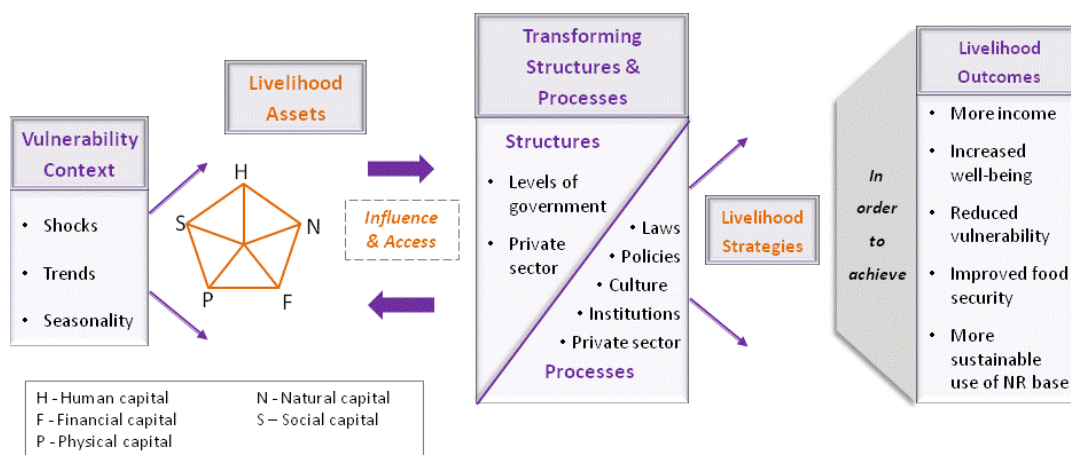 Vulnerability
Context
• Shocks
• Trends
• Seasonality
Livelihood
Assets
H
S
N
P
F
Influence
& Access
Transforming
Structures &
Processes
Structures
• Levels of
government
• Private
sector
• Laws
• Policies
• Culture
• Institutions
• Private sector
Processes
Livelihood
Strategies
In
order
to
achieve
Livelihood
Outcomes
• More income
• Increased
well-being
• Reduced
vulnerability
• Improved food
security
• More
sustainable
use of NR base
H - Human capital
N - Natural capital
F - Financial capital
S – Social capital
P - Physical capital